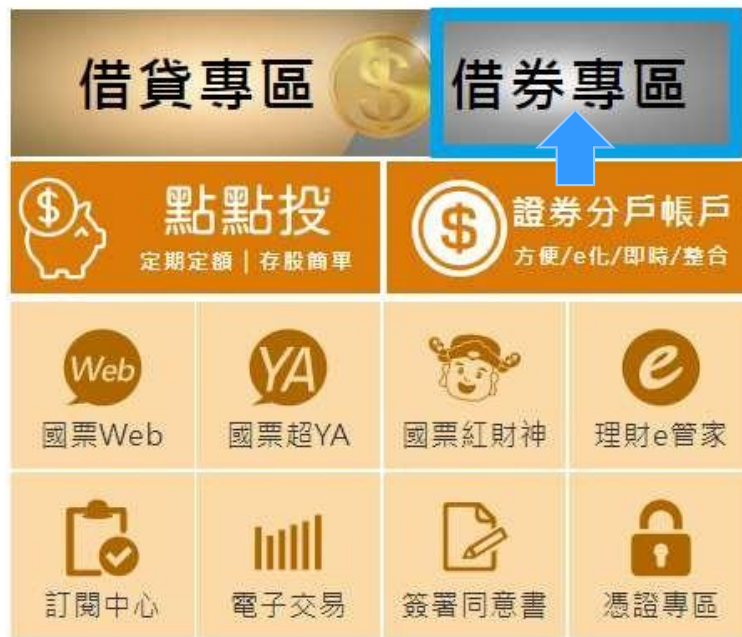 借貸專區
借券專區
點點投
定期定額 | 存股簡單
證券分戶帳戶
方便/e化/即時/整合
Web
YA
e
國票Web
國票超YA
國票紅財神
理財e管家
訂閱中心
電子交易
簽署同意書
憑證專區